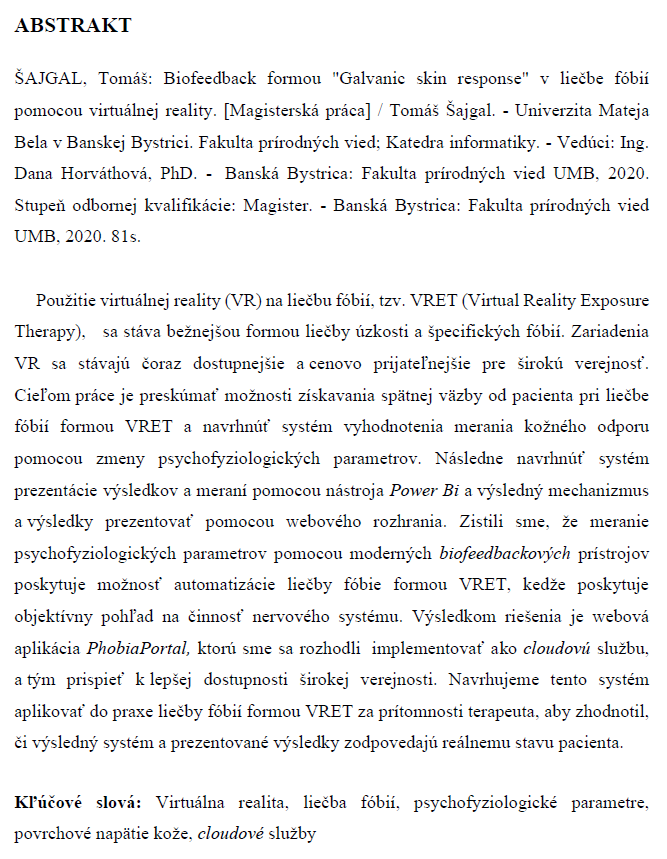 ABSTRAKT
ŠAJGAL, Tomáš: Biofeedback formou "Galvanic skin response" v liečbe fóbií
pomocou virtuálnej reality. [Magisterská práca] / Tomáš Šajgal. - Univerzita Mateja
Bela v Banskej Bystrici. Fakulta prírodných vied; Katedra informatiky. - Vedúci: Ing.
Dana Horváthová, PhD. - Banská Bystrica: Fakulta prírodných vied UMB, 2020.
Stupeň odbornej kvalifikácie: Magister. - Banská Bystrica: Fakulta prírodných vied
UMB, 2020. 81s.
Použitie virtuálnej reality (VR) na liečbu fóbií, tzv. VRET (Virtual Reality Exposure
Therapy), sa stáva bežnejšou formou liečby úzkosti a špecifických fóbií. Zariadenia
VR sa stávajú čoraz dostupnejšie a cenovo prijateľnejšie pre širokú verejnosť.
Cieľom práce je preskúmať možnosti získavania spätnej väzby od pacienta pri liečbe
fóbií formou VRET a navrhnúť systém vyhodnotenia merania kožného odporu
pomocou zmeny psychofyziologických parametrov. Následne navrhnúť systém
prezentácie výsledkov a meraní pomocou nástroja Power Bi a výsledný mechanizmus
a výsledky prezentovať pomocou webového rozhrania. Zistili sme, že meranie
psychofyziologických parametrov pomocou moderných biofeedbackových prístrojov
poskytuje možnosť automatizácie liečby fóbie formou VRET, kedže poskytuje
objektívny pohľad na činnosť nervového systému. Výsledkom riešenia je webová
aplikácia PhobiaPortal, ktorú sme sa rozhodli implementovať ako cloudovú službu,
a tým prispieť k lepšej dostupnosti širokej verejnosti. Navrhujeme tento systém
aplikovať do praxe liečby fóbií formou VRET za prítomnosti terapeuta, aby zhodnotil,
či výsledný systém a prezentované výsledky zodpovedajú reálnemu stavu pacienta.
Kľúčové slová: Virtuálna realita, liečba fóbií, psychofyziologické parametre,
povrchové napätie kože, cloudové služby